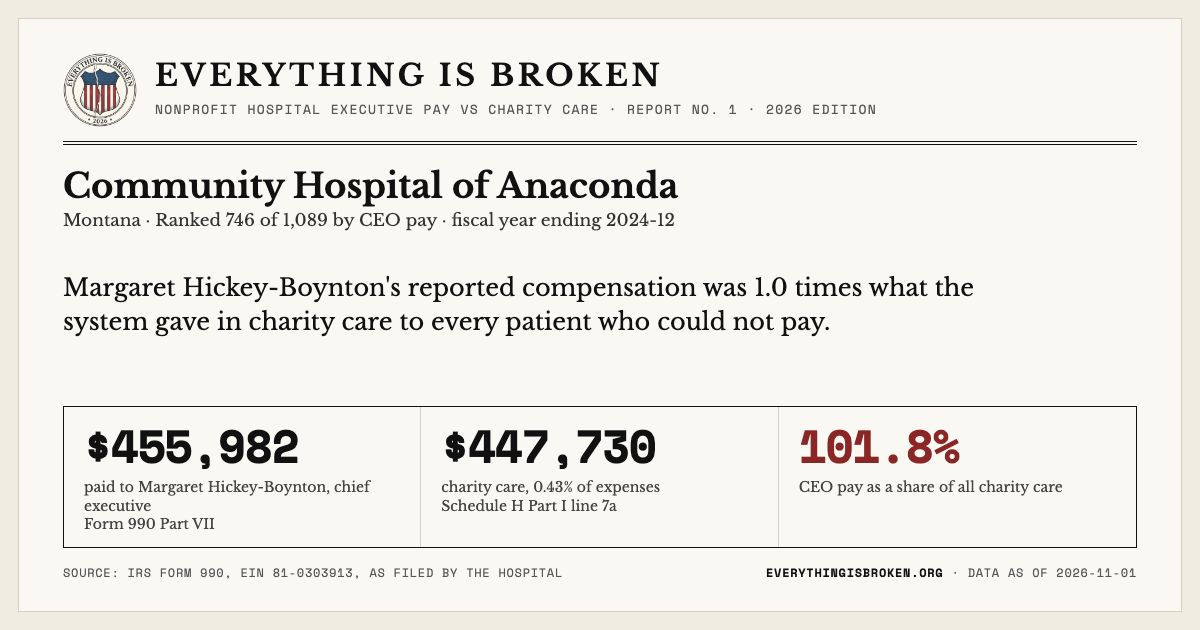 EVERYTHING IS BROKEN
· 2026 ·
EVERYTHING IS BROKEN
NONPROFIT HOSPITAL EXECUTIVE PAY VS CHARITY CARE · REPORT NO. 1 · 2026 EDITION
Community Hospital of Anaconda
Montana · Ranked 746 of 1,089 by CEO pay · fiscal year ending 2024-12
Margaret Hickey-Boynton's reported compensation was 1.0 times what the
system gave in charity care to every patient who could not pay.
$455,982
paid to Margaret Hickey-Boynton, chief
executive
Form 990 Part VII
$447,730
charity care, 0.43% of expenses
Schedule H Part I line 7a
101.8%
CEO pay as a share of all charity care
SOURCE: IRS FORM 990, EIN 81-0303913, AS FILED BY THE HOSPITAL
EVERYTHINGISBROKEN.ORG · DATA AS OF 2026-11-01